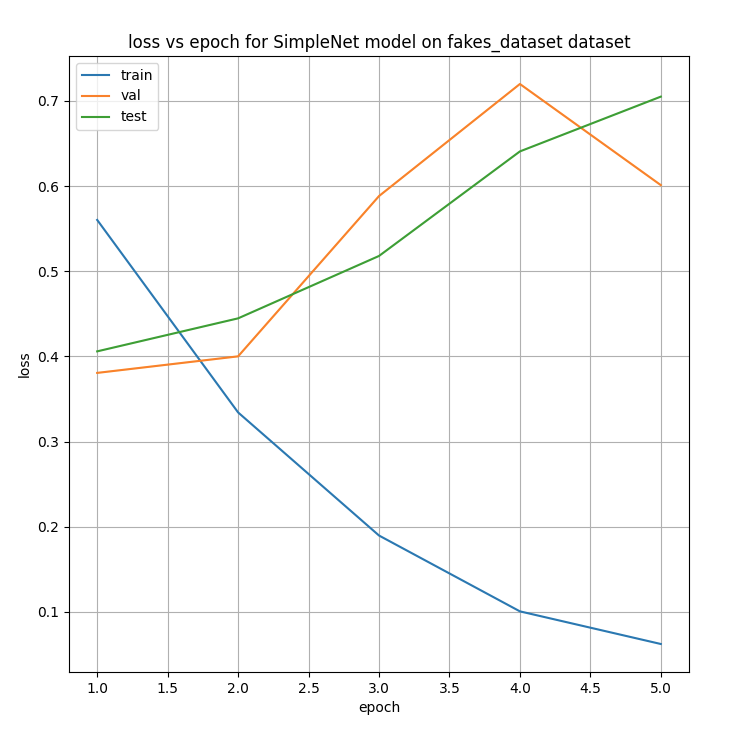 loss vs epoch for SimpleNet model on fakes_dataset dataset
train
val
test
0.7
0.6
0.5
0.4
0.3
0.2
0.1
loss
1.0 1.5 2.0 2.5 3.0 3.5 4.0 4.5 5.0
epoch